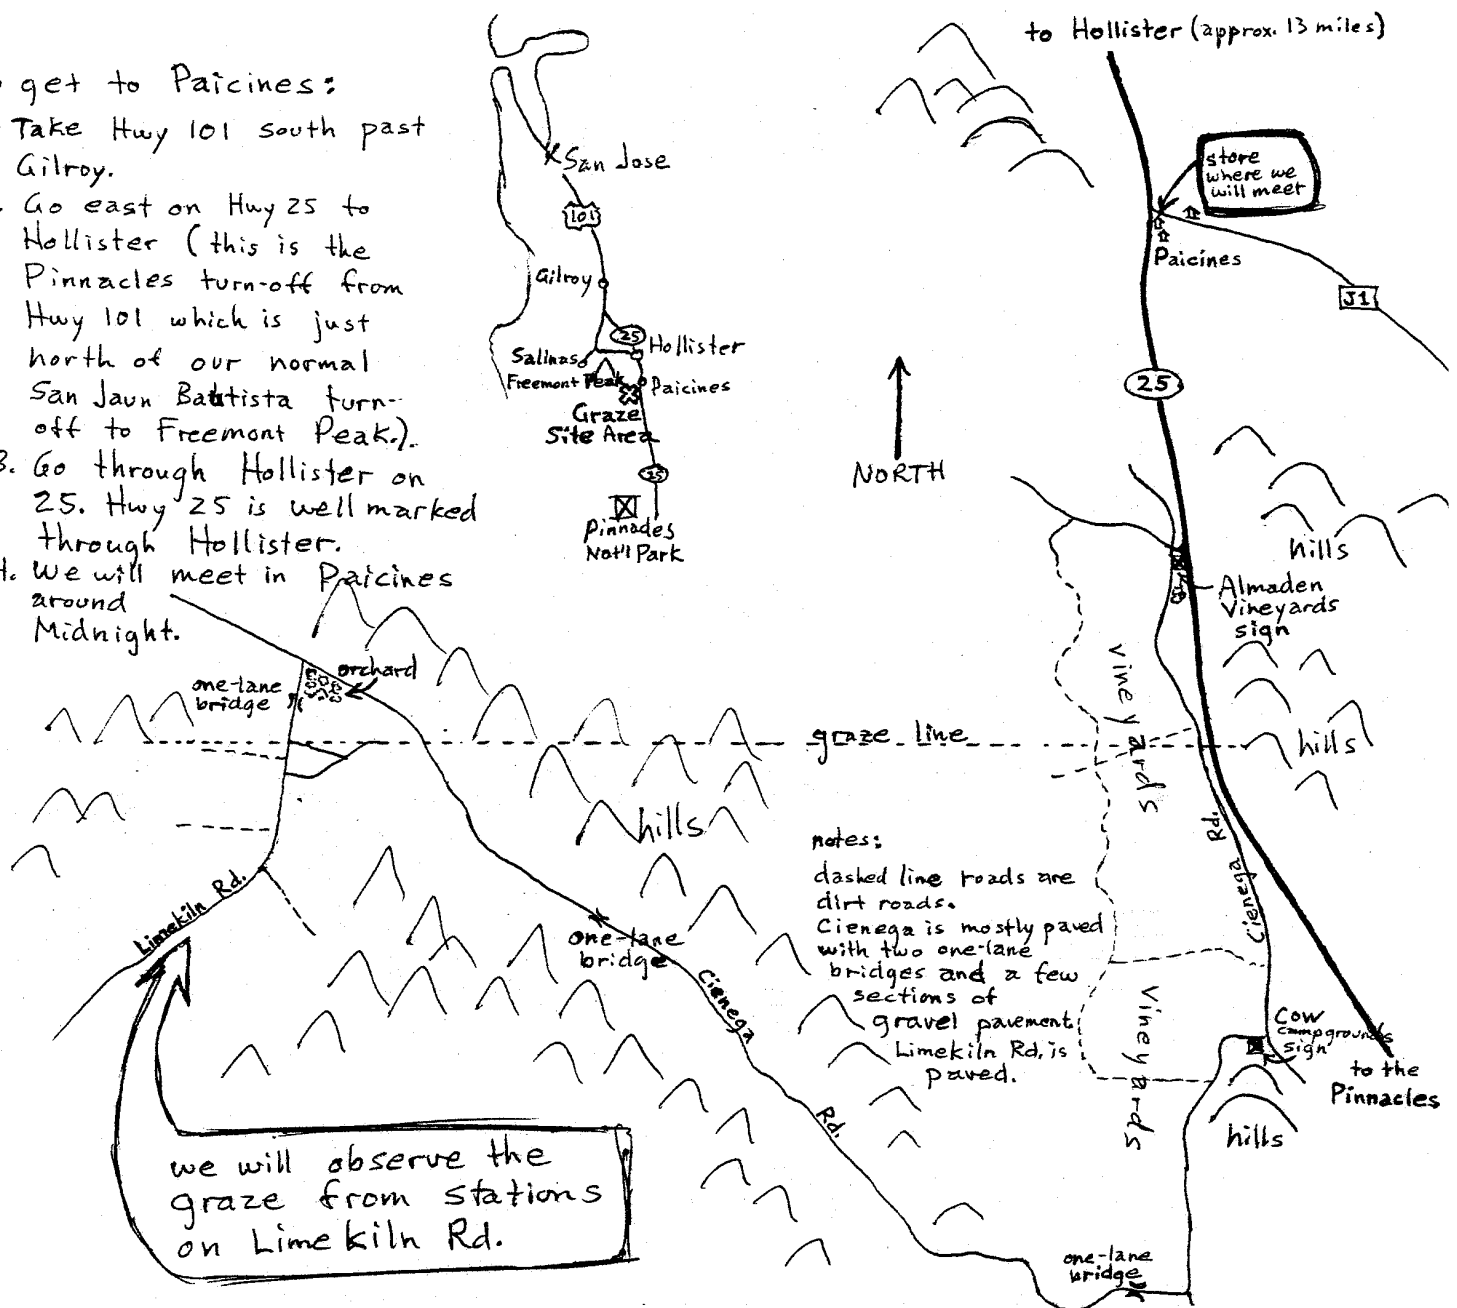 get to Paicines:
Take Hwy 101 south past
Gilroy.
Go east on Hwy 25 to
Hollister (this is the
Pinnacles turn-off from
Hwy 101 which is just
north of our normal
San Jaun Bautista turn-
off to Freemont Peak.).
3. Go through Hollister on
25. Hwy 25 is well marked
through Hollister.
4. We will meet in Paicines
around
Midnight.
San Jose
101
Gilroy
25
Hollister
Salinas
Freemont Peak
Paicines
Graze
Site Area
25
Pinnacles
Nat'l Park
to Hollister (approx. 13 miles)
store
where we
will meet
Paicines
J1
25
NORTH
hills
Almaden
Vineyards
sign
vineyards
orchard
one-lane
bridge
graze line
hills
hills
Rd.
Cienega
notes:
dashed line roads are
dirt roads.
Cienega is mostly paved
with two one-lane
bridges and a few
sections of
gravel pavement.
Limekiln Rd. is
paved.
Limekiln Rd.
one-lane
bridge
Cienega
Rd.
Vineyards
Cow
campgrounds
sign
to the
Pinnacles
hills
we will observe the
graze from stations
on Limekiln Rd.
one-lane
bridge